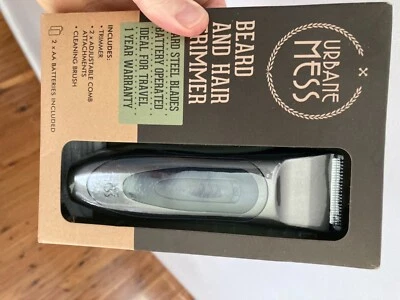 URBANE
MESS
BEARD
AND HAIR
TRIMMER
STEEL BLADES
BATTERY OPERATED
IDEAL FOR TRAVEL
1 YEAR WARRANTY
INCLUDES:
• TRIMMER
• 2 x ADJUSTABLE COMB
ATTACHMENTS
• CLEANING BRUSH
2 x AA BATTERIES INCLUDED